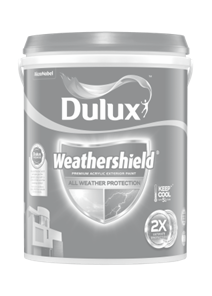 Dulux
Weathershield
PREMIUM ACRYLIC EXTERIOR PAINT
ALL WEATHER PROTECTION
KEEP
COOL
2X